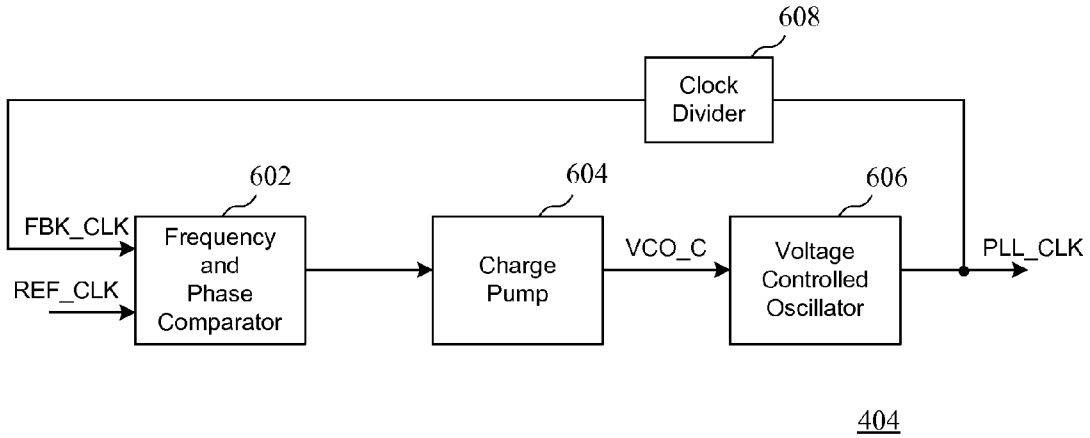 608
Clock
Divider
602
604
606
FBK_CLK
REF_CLK
Frequency
and
Phase
Comparator
Charge
Pump
VCO_C
Voltage
Controlled
Oscillator
PLL_CLK
404